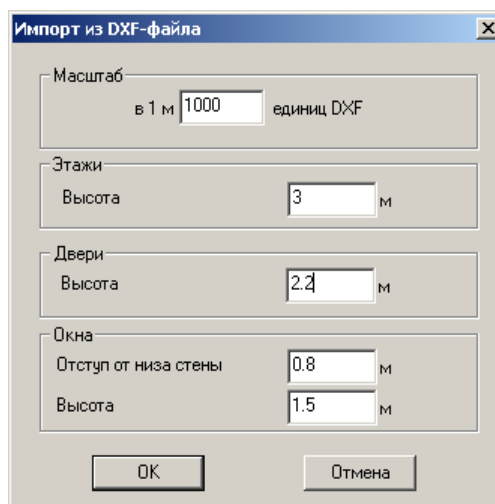 Импорт из DXF-файла
Масштаб
в 1 м 1000 единиц DXF
Этажи
Высота 3 м
Двери
Высота 2.2 м
Окна
Отступ от низа стены 0.8 м
Высота 1.5 м
OK Отмена